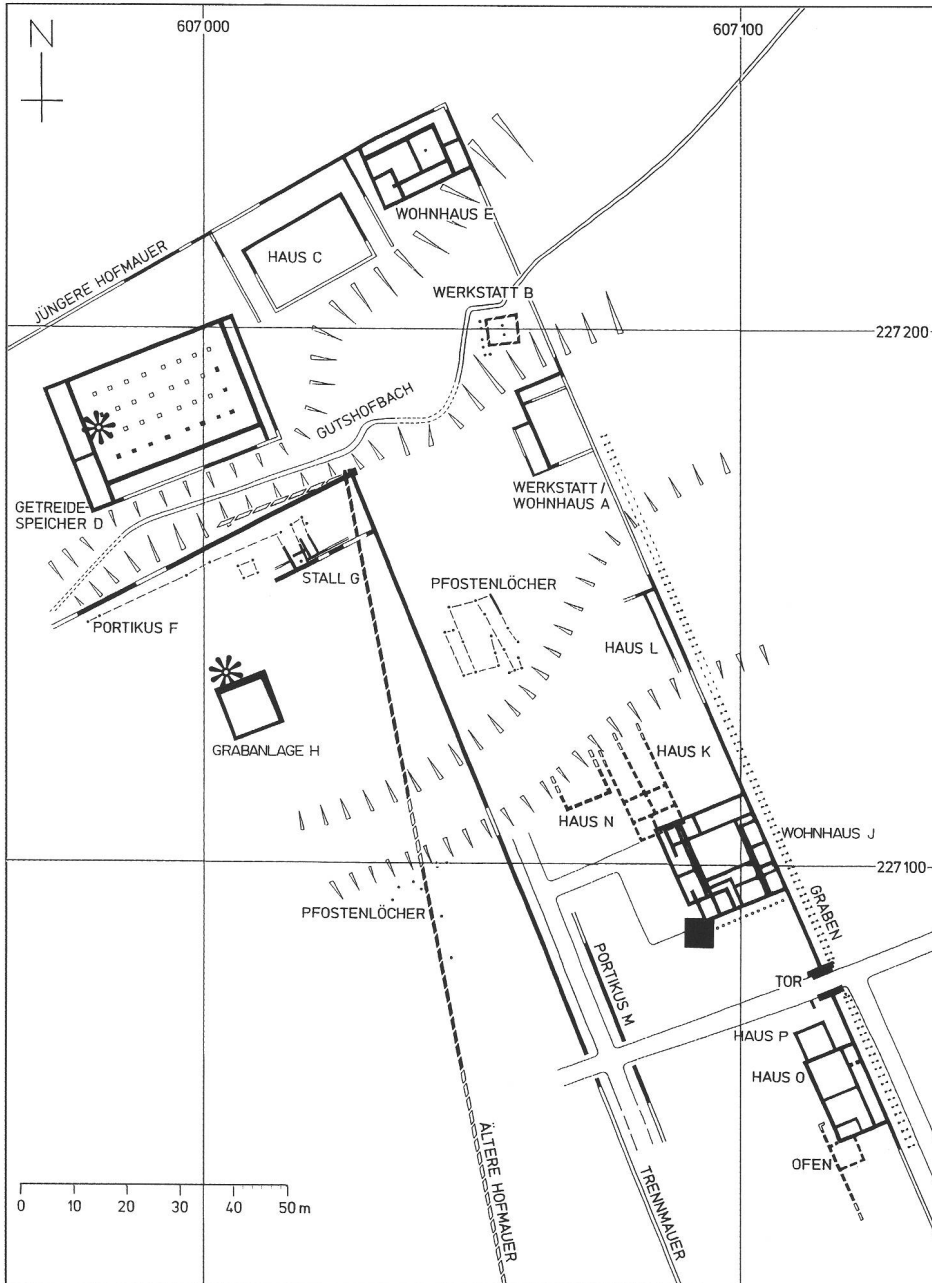 607 000
607 100
N
WOHNHAUS E
HAUS C
JÜNGERE HOFMAUER
WERKSTATT B
227 200
GUTSHOFBACH
GETREIDE-
SPEICHER D
WERKSTATT/
WOHNHAUS A
STALL G
PFOSTENLÖCHER
PORTIKUS F
HAUS L
GRABANLAGE H
HAUS K
HAUS N
WOHNHAUS J
227 100
PFOSTENLÖCHER
GRABEN
PORTIKUS M
TOR
HAUS P
HAUS O
OFEN
ÄLTERE HOFMAUER
TRENNMAUER
0 10 20 30 40 50 m